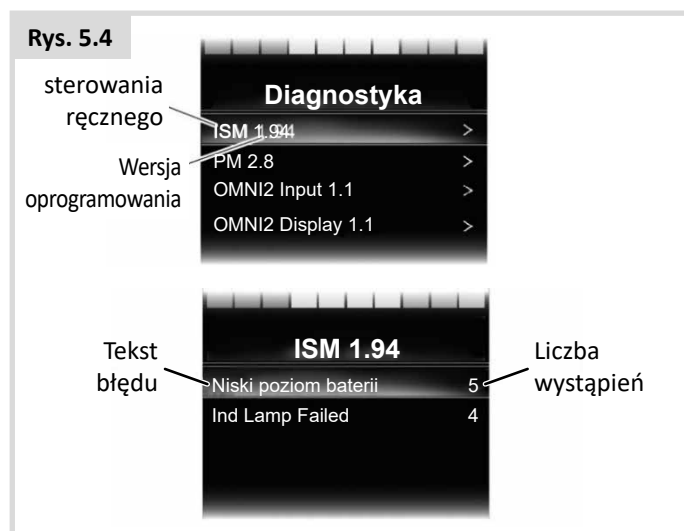 Rys. 5.4
sterowania
ręcznego
Wersja
oprogramowania
Diagnostyka
ISM 1.94 >
PM 2.8 >
OMNI2 Input 1.1 >
OMNI2 Display 1.1 >
Tekst
błędu
ISM 1.94
Niski poziom baterii 5
Ind Lamp Failed 4
Liczba
wystąpień